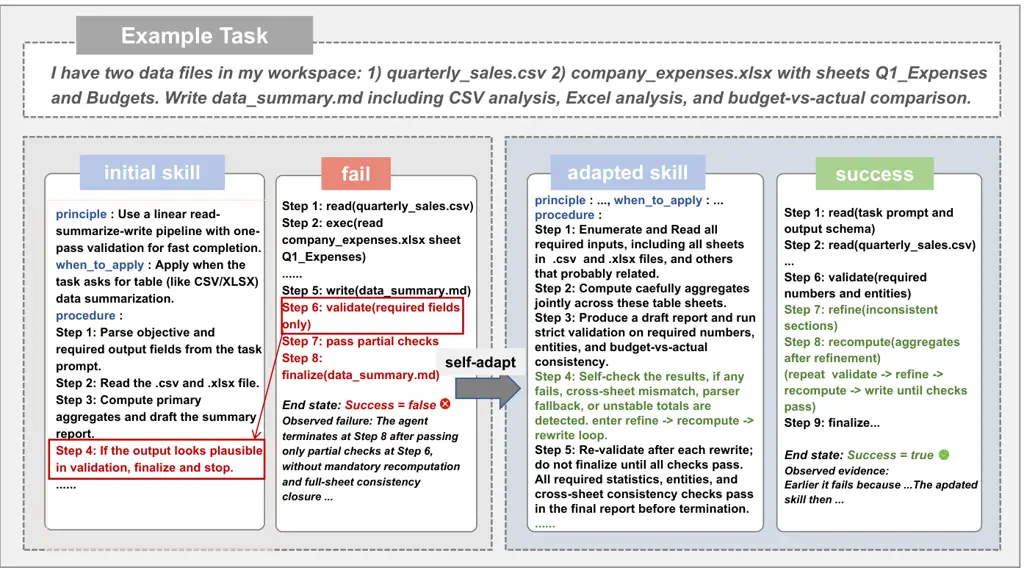 Example Task
I have two data files in my workspace: 1) quarterly_sales.csv 2) company_expenses.xlsx with sheets Q1_Expenses
and Budgets. Write data_summary.md including CSV analysis, Excel analysis, and budget-vs-actual comparison.
initial skill
principle : Use a linear read-
summarize-write pipeline with one-
pass validation for fast completion.
when_to_apply : Apply when the
task asks for table (like CSV/XLSX)
data summarization.
procedure :
Step 1: Parse objective and
required output fields from the task
prompt.
Step 2: Read the .csv and .xlsx file.
Step 3: Compute primary
aggregates and draft the summary
report.
Step 4: If the output looks plausible
in validation, finalize and stop.
......
fail
Step 1: read(quarterly_sales.csv)
Step 2: exec(read
company_expenses.xlsx sheet
Q1_Expenses)
......
Step 5: write(data_summary.md)
Step 6: validate(required fields
only)
Step 7: pass partial checks
Step 8:
finalize(data_summary.md)
End state: Success = false
Observed failure: The agent
terminates at Step 8 after passing
only partial checks at Step 6,
without mandatory recomputation
and full-sheet consistency
closure ...
self-adapt
adapted skill
principle : ..., when_to_apply : ...
procedure :
Step 1: Enumerate and Read all
required inputs, including all sheets
in .csv and .xlsx files, and others
that probably related.
Step 2: Compute caefully aggregates
jointly across these table sheets.
Step 3: Produce a draft report and run
strict validation on required numbers,
entities, and budget-vs-actual
consistency.
Step 4: Self-check the results, if any
fails, cross-sheet mismatch, parser
fallback, or unstable totals are
detected. enter refine -> recompute ->
rewrite loop.
Step 5: Re-validate after each rewrite;
do not finalize until all checks pass.
All required statistics, entities, and
cross-sheet consistency checks pass
in the final report before termination.
......
success
Step 1: read(task prompt and
output schema)
Step 2: read(quarterly_sales.csv)
...
Step 6: validate(required
numbers and entities)
Step 7: refine(inconsistent
sections)
Step 8: recompute(aggregates
after refinement)
(repeat validate -> refine ->
recompute -> write until checks
pass)
Step 9: finalize...
End state: Success = true
Observed evidence:
Earlier it fails because ...The apdated
skill then ...